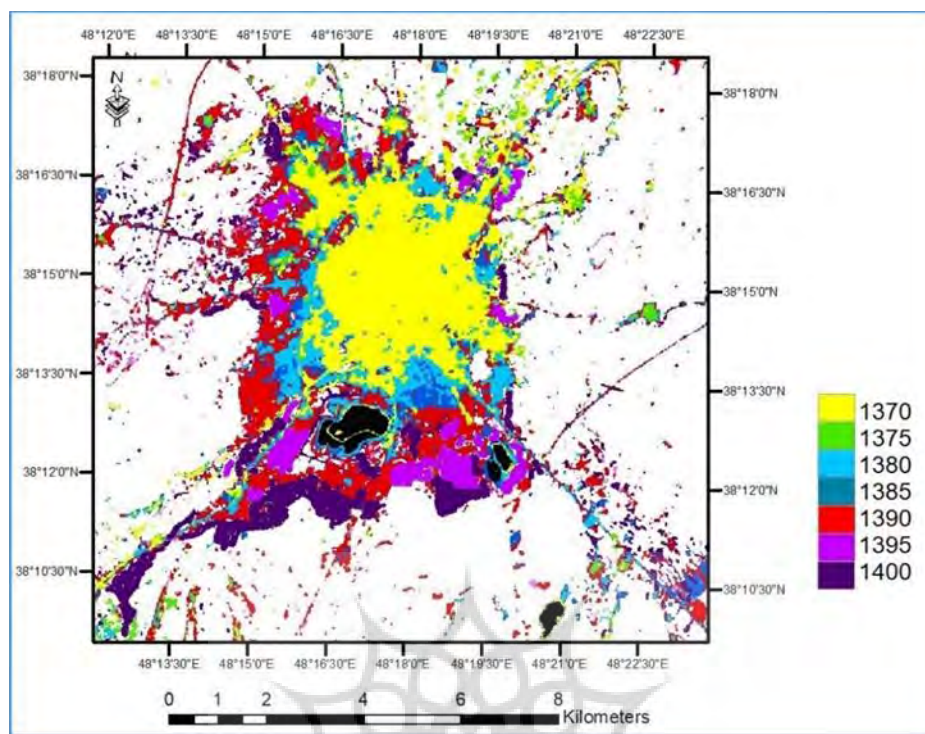 48°12'0"E 48°13'30"E 48°15'0"E 48°16'30"E 48°18'0"E 48°19'30"E 48°21'0"E 48°22'30"E
N
38°18'0"N 38°18'0"N
38°16'30"N 38°16'30"N
38°15'0"N 38°15'0"N
38°13'30"N 38°13'30"N
38°12'0"N 38°12'0"N
38°10'30"N 38°10'30"N
48°13'30"E 48°15'0"E 48°16'30"E 48°18'0"E 48°19'30"E 48°21'0"E 48°22'30"E
1370
1375
1380
1385
1390
1395
1400
0 1 2 4 6 8
Kilometers